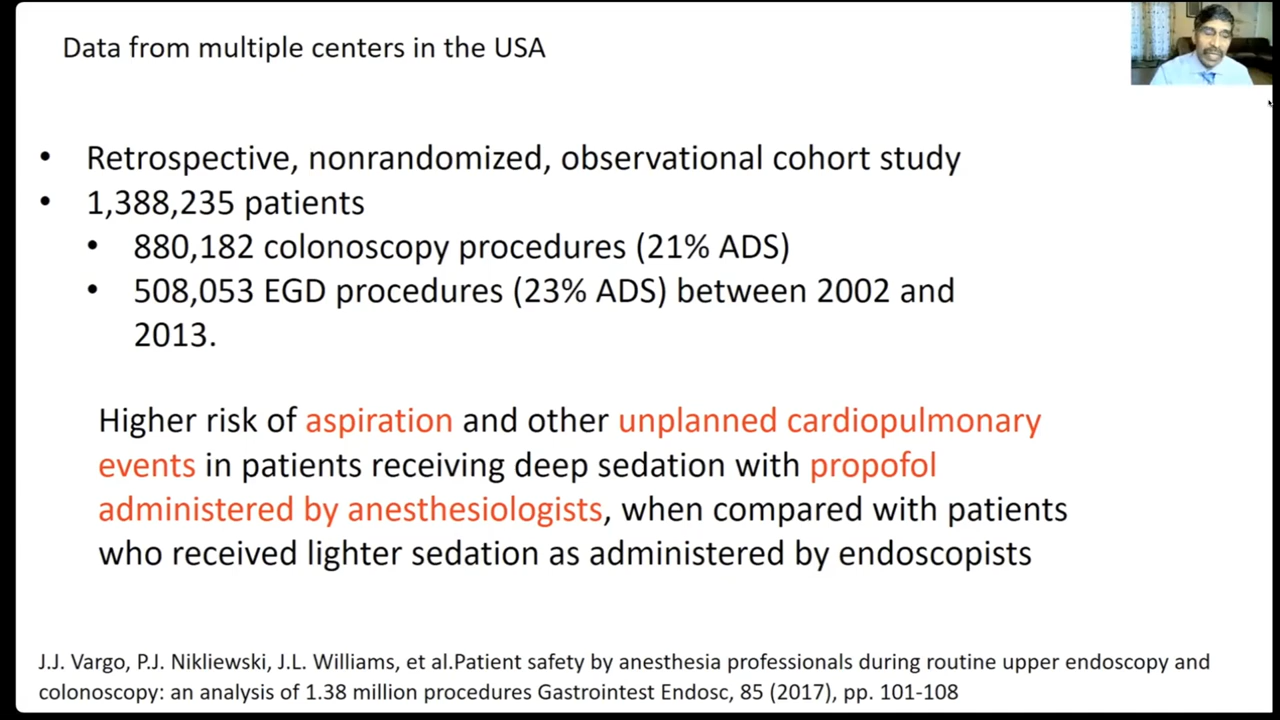 Data from multiple centers in the USA
• Retrospective, nonrandomized, observational cohort study
• 1,388,235 patients
• 880,182 colonoscopy procedures (21% ADS)
• 508,053 EGD procedures (23% ADS) between 2002 and
2013.
Higher risk of aspiration and other unplanned cardiopulmonary
events in patients receiving deep sedation with propofol
administered by anesthesiologists, when compared with patients
who received lighter sedation as administered by endoscopists
J.J. Vargo, P.J. Nikliewski, J.L. Williams, et al.Patient safety by anesthesia professionals during routine upper endoscopy and
colonoscopy: an analysis of 1.38 million procedures Gastrointest Endosc, 85 (2017), pp. 101-108